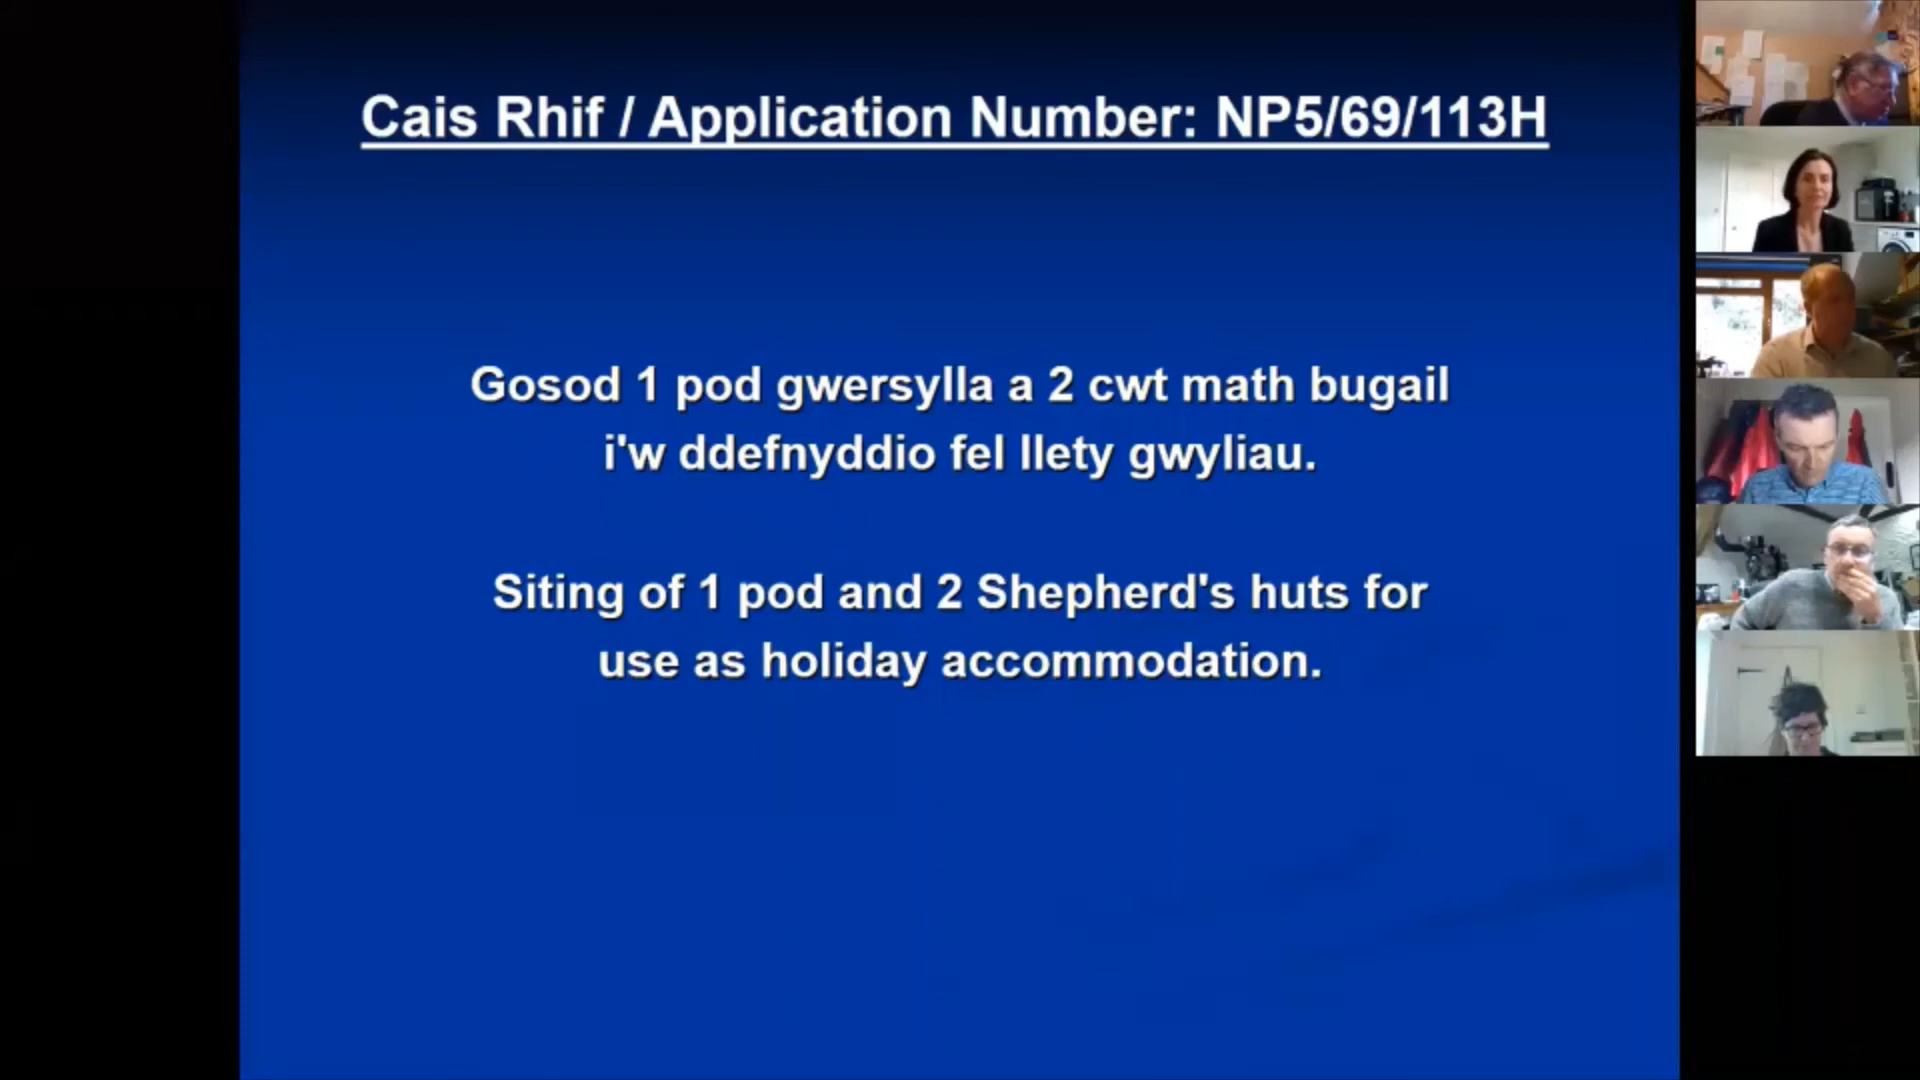 Cais Rhif / Application Number: NP5/69/113H
Gosod 1 pod gwersylla a 2 cwt math bugail
i'w ddefnyddio fel llety gwyliau.
Siting of 1 pod and 2 Shepherd's huts for
use as holiday accommodation.